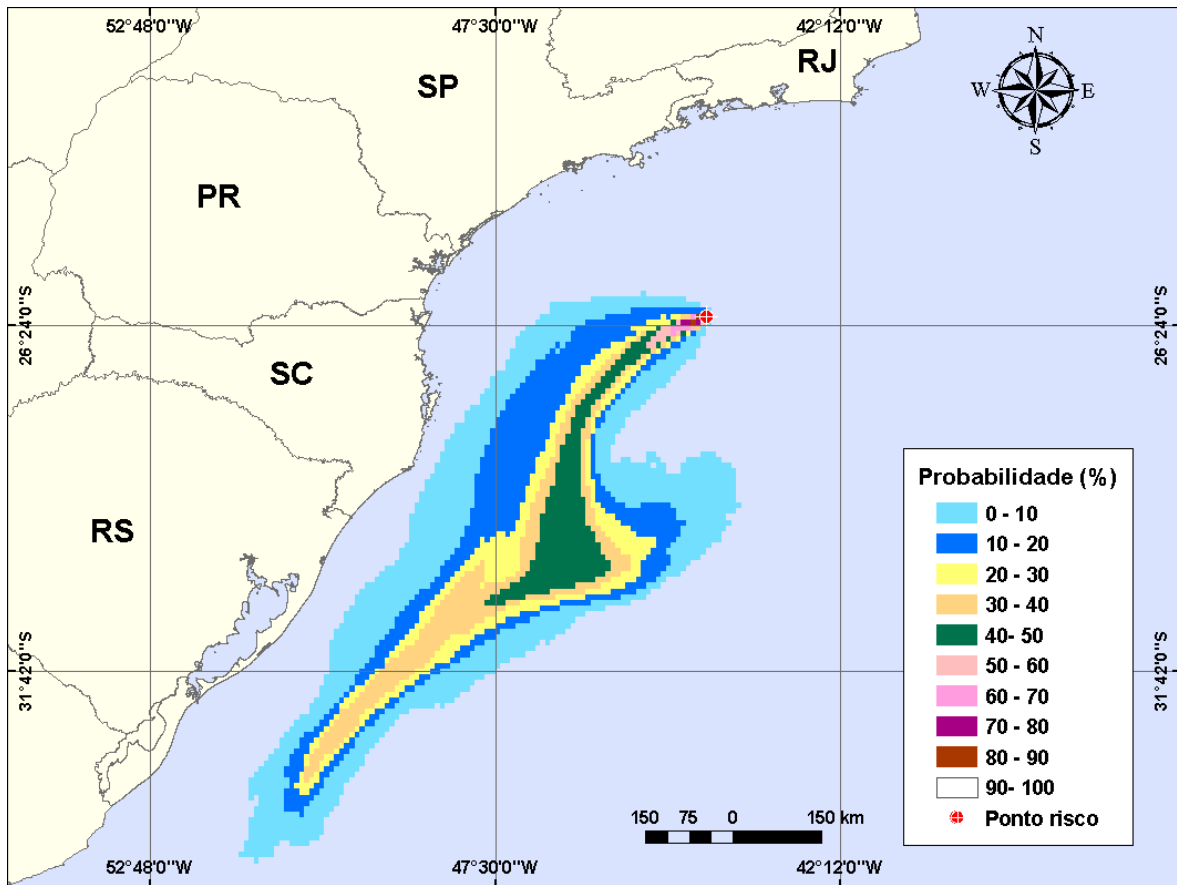 52°48'0"W 47°30'0"W 42°12'0"W
N
W E
S
RJ
SP
PR
SC
RS
26°24'0"S 26°24'0"S
31°42'0"S 31°42'0"S
Probabilidade (%)
0 - 10
10 - 20
20 - 30
30 - 40
40- 50
50 - 60
60 - 70
70 - 80
80 - 90
90- 100
Ponto risco
150 75 0 150 km
52°48'0"W 47°30'0"W 42°12'0"W